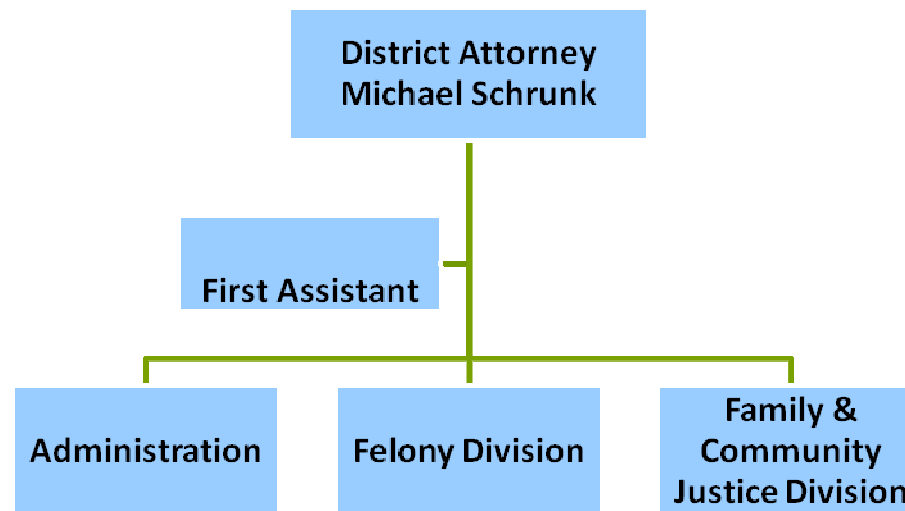 District Attorney
Michael Schrunk
First Assistant
Administration
Felony Division
Family &
Community
Justice Division